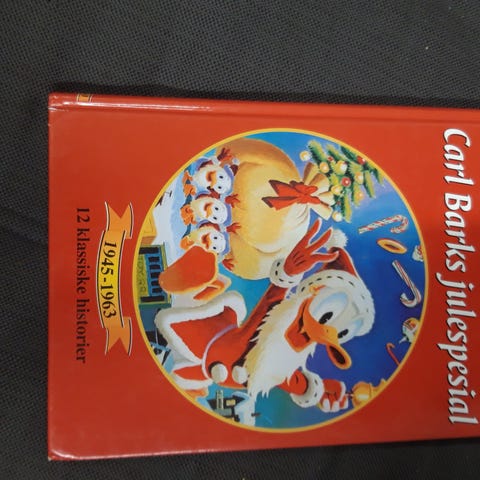 Carl Barks julespesial
1945-1963
12 klassiske historier